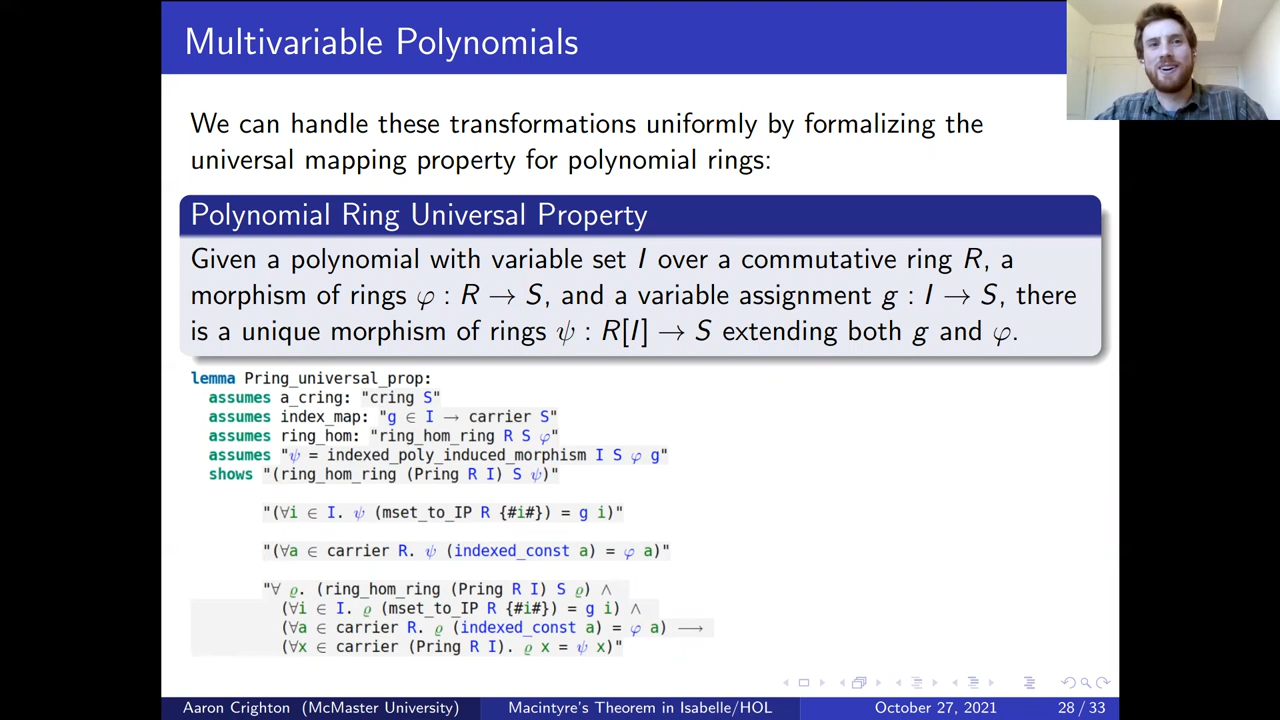 Multivariable Polynomials
We can handle these transformations uniformly by formalizing the
universal mapping property for polynomial rings:
Polynomial Ring Universal Property
Given a polynomial with variable set I over a commutative ring R, a
morphism of rings φ : R → S, and a variable assignment g : I → S, there
is a unique morphism of rings ψ : R[I] → S extending both g and φ.
lemma Pring_universal_prop:
assumes a_cring: "cring S"
assumes index_map: "g ∈ I → carrier S"
assumes ring_hom: "ring_hom_ring R S φ"
assumes "ψ = indexed_poly_induced_morphism I S φ g"
shows "(ring_hom_ring (Pring R I) S ψ)"
"(∀i ∈ I. ψ (mset_to_IP R {#i#}) = g i)"
"(∀a ∈ carrier R. ψ (indexed_const a) = φ a)"
"∀ ϱ. (ring_hom_ring (Pring R I) S ϱ) ∧
(∀i ∈ I. ϱ (mset_to_IP R {#i#}) = g i) ∧
(∀a ∈ carrier R. ϱ (indexed_const a) = φ a) ⟶
(∀x ∈ carrier (Pring R I). ϱ x = ψ x)"
Aaron Crighton (McMaster University) Macintyre's Theorem in Isabelle/HOL October 27, 2021 28 / 33